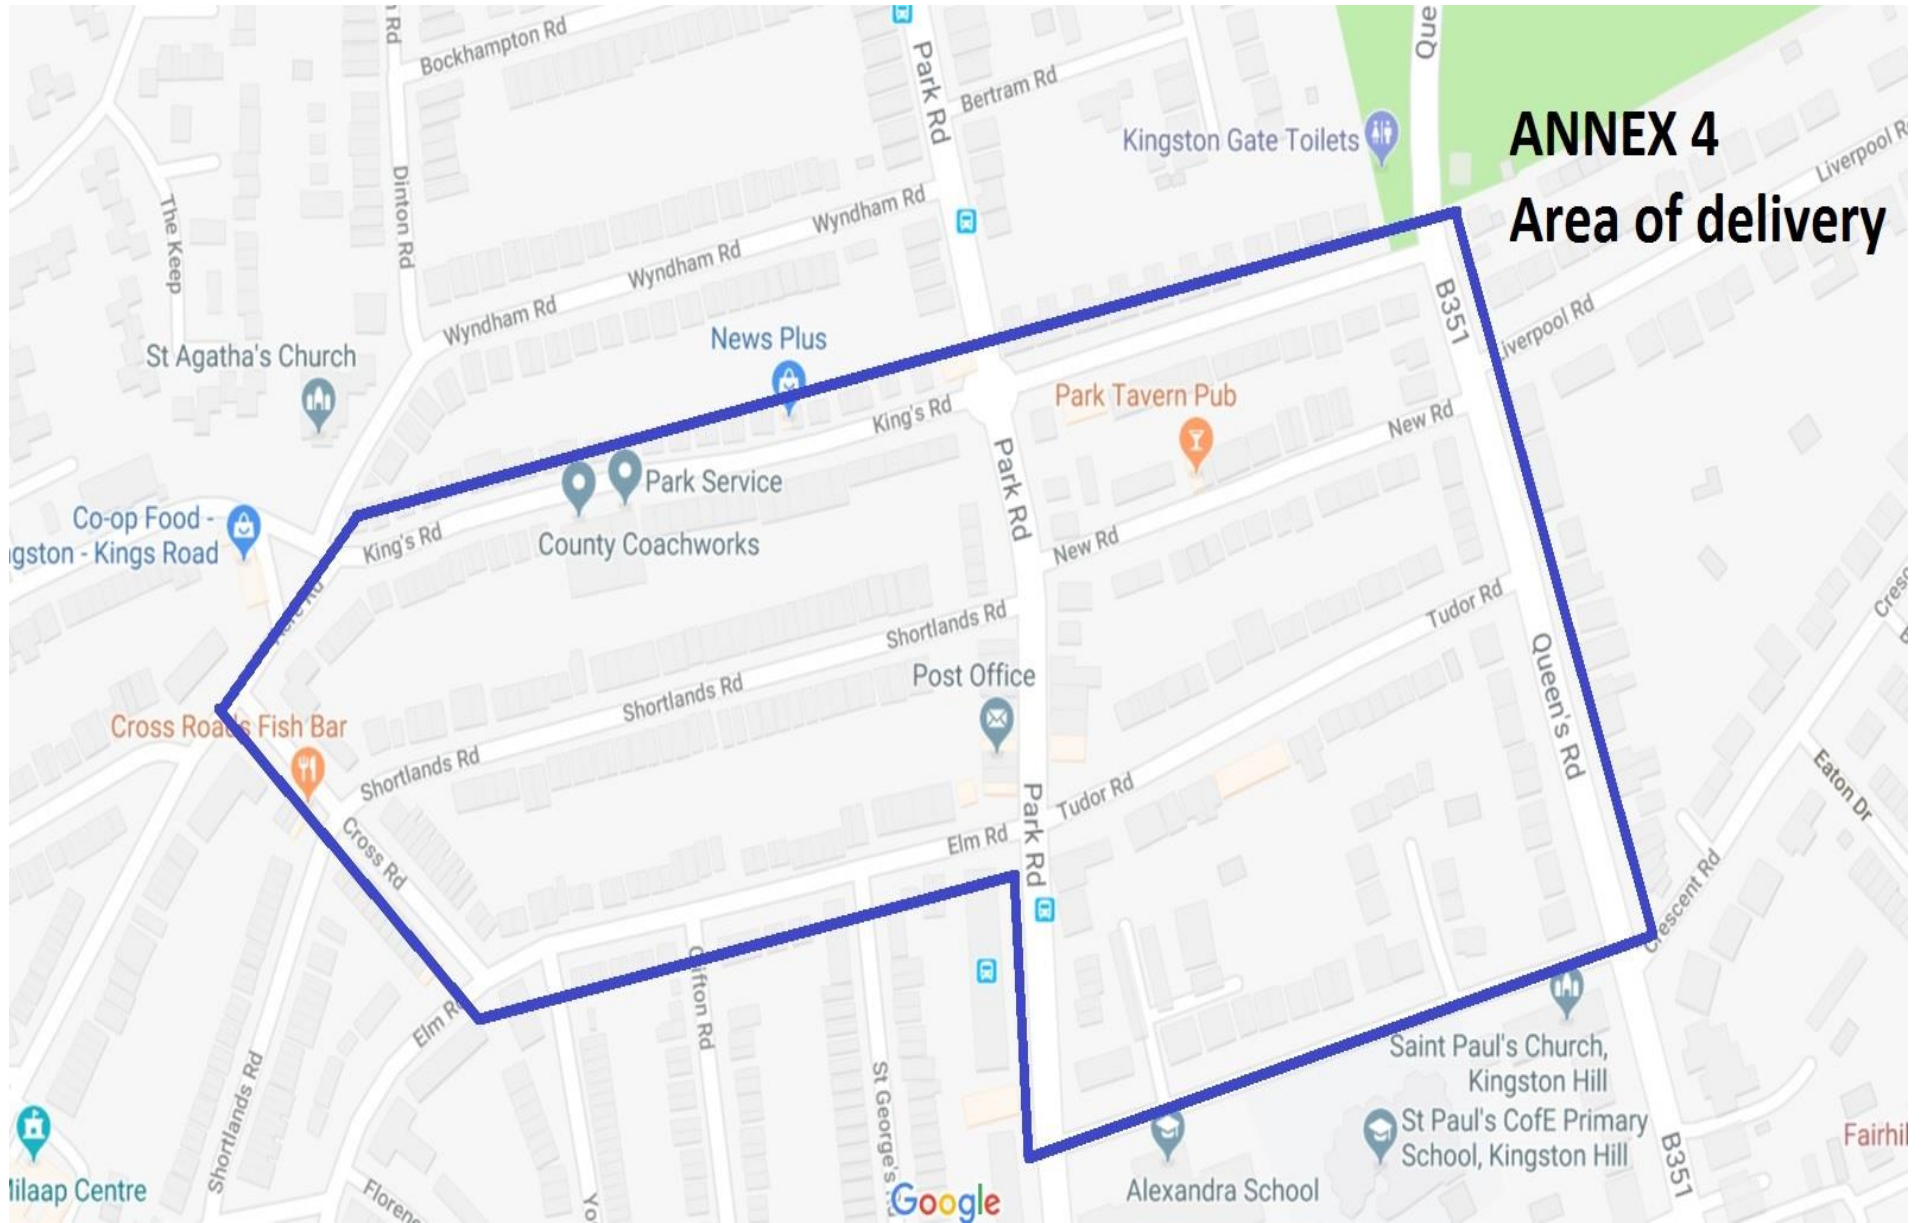 ANNEX 4
Area of delivery
Bockhampton Rd
Rd
Park Rd
Bertram Rd
Que
Kingston Gate Toilets
Liverpool R
The Keep
Dinton Rd
Wyndham Rd
Wyndham Rd
Wyndham Rd
B351
Liverpool Rd
St Agatha's Church
News Plus
Park Tavern Pub
King's Rd
New Rd
Park Rd
Park Service
Co-op Food -
gston - Kings Road
King's Rd
County Coachworks
New Rd
Shortlands Rd
Tudor Rd
Cresc
Post Office
Shortlands Rd
Queen's Rd
Cross Roads Fish Bar
Shortlands Rd
Park Rd
Tudor Rd
Eaton Dr
Cross Rd
Elm Rd
Crescent Rd
Elm R
Clifton Rd
Saint Paul's Church,
Kingston Hill
Shortlands Rd
St George's
St Paul's CofE Primary
School, Kingston Hill
B351
Fairhil
ilaap Centre
Florenc
Yo
Google
Alexandra School